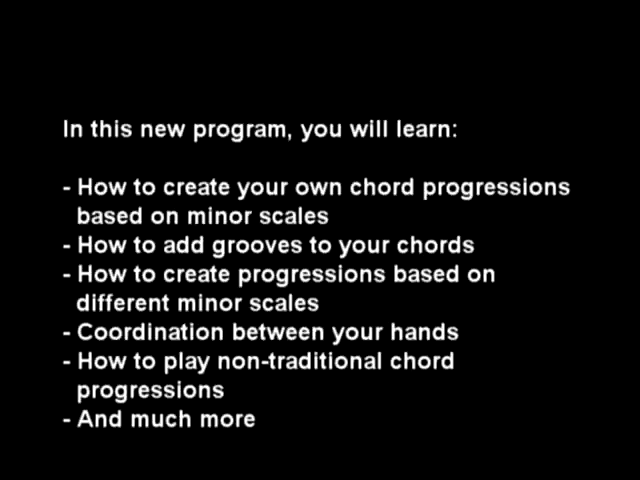 In this new program, you will learn:
- How to create your own chord progressions
based on minor scales
- How to add grooves to your chords
- How to create progressions based on
different minor scales
- Coordination between your hands
- How to play non-traditional chord
progressions
- And much more